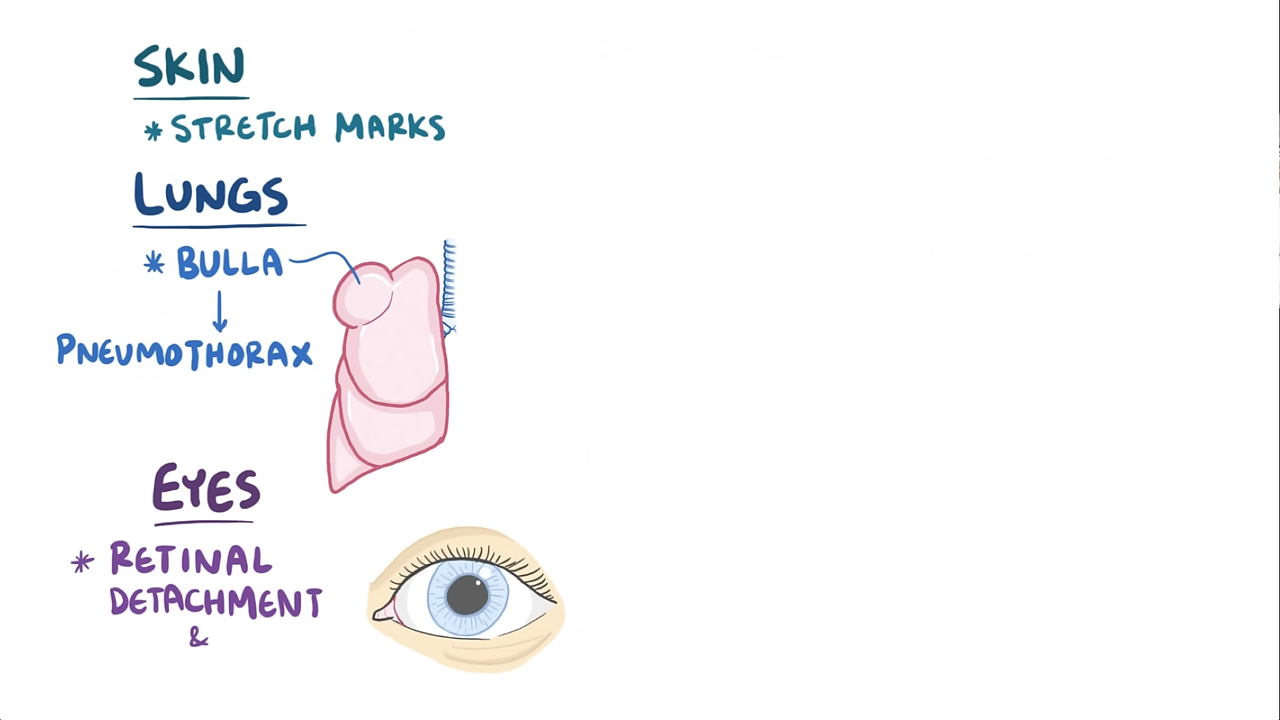 SKIN
* STRETCH MARKS
LUNGS
* BULLA
PNEUMOTHORAX
EYES
* RETINAL
DETACHMENT
&